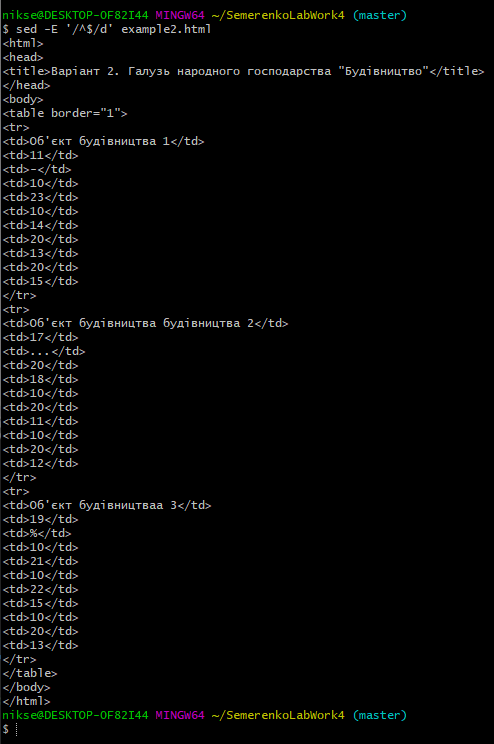 nikse@DESKTOP-OF82I44 MINGW64 ~/SemerenkoLabWork4 (master)
$ sed -E '/^$/d' example2.html
<html>
<head>
<title>Варіант 2. Галузь народного господарства "Будівництво"</title>
</head>
<body>
<table border="1">
<tr>
<td>Об'єкт будівництва 1</td>
<td>11</td>
<td>-</td>
<td>10</td>
<td>23</td>
<td>10</td>
<td>14</td>
<td>20</td>
<td>13</td>
<td>20</td>
<td>15</td>
</tr>
<tr>
<td>Об'єкт будівництва будівництва 2</td>
<td>17</td>
<td>...</td>
<td>20</td>
<td>18</td>
<td>10</td>
<td>20</td>
<td>11</td>
<td>10</td>
<td>20</td>
<td>12</td>
</tr>
<tr>
<td>Об'єкт будівництваа 3</td>
<td>19</td>
<td>%</td>
<td>10</td>
<td>21</td>
<td>10</td>
<td>22</td>
<td>15</td>
<td>10</td>
<td>20</td>
<td>13</td>
</tr>
</table>
</body>
</html>
nikse@DESKTOP-OF82I44 MINGW64 ~/SemerenkoLabWork4 (master)
$